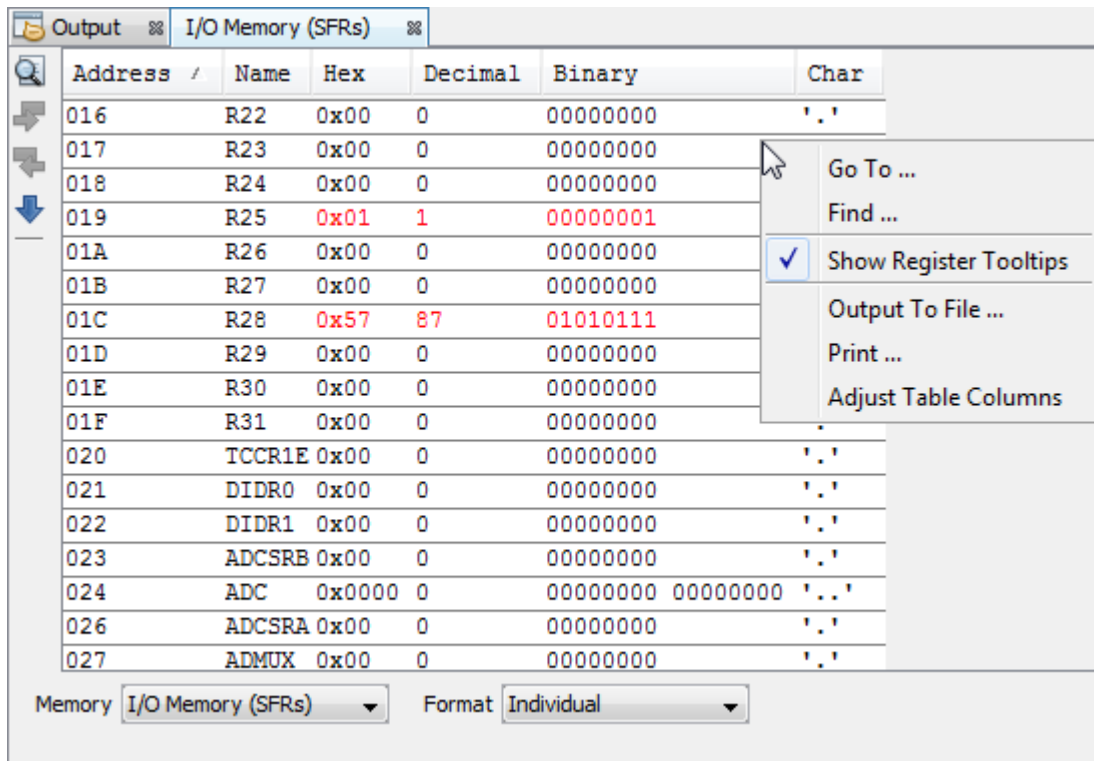 Output I/O Memory (SFRs)
Address / Name Hex Decimal Binary Char
016 R22 0x00 0 00000000 '.'
017 R23 0x00 0 00000000
018 R24 0x00 0 00000000
019 R25 0x01 1 00000001
01A R26 0x00 0 00000000
01B R27 0x00 0 00000000
01C R28 0x57 87 01010111
01D R29 0x00 0 00000000
01E R30 0x00 0 00000000
01F R31 0x00 0 00000000
020 TCCR1E 0x00 0 00000000 '.'
021 DIDR0 0x00 0 00000000 '.'
022 DIDR1 0x00 0 00000000 '.'
023 ADCSRB 0x00 0 00000000 '.'
024 ADC 0x0000 0 00000000 00000000 '..'
026 ADCSRA 0x00 0 00000000 '.'
027 ADMUX 0x00 0 00000000 '.'
Go To ...
Find ...
Show Register Tooltips
Output To File ...
Print ...
Adjust Table Columns
Memory I/O Memory (SFRs) Format Individual